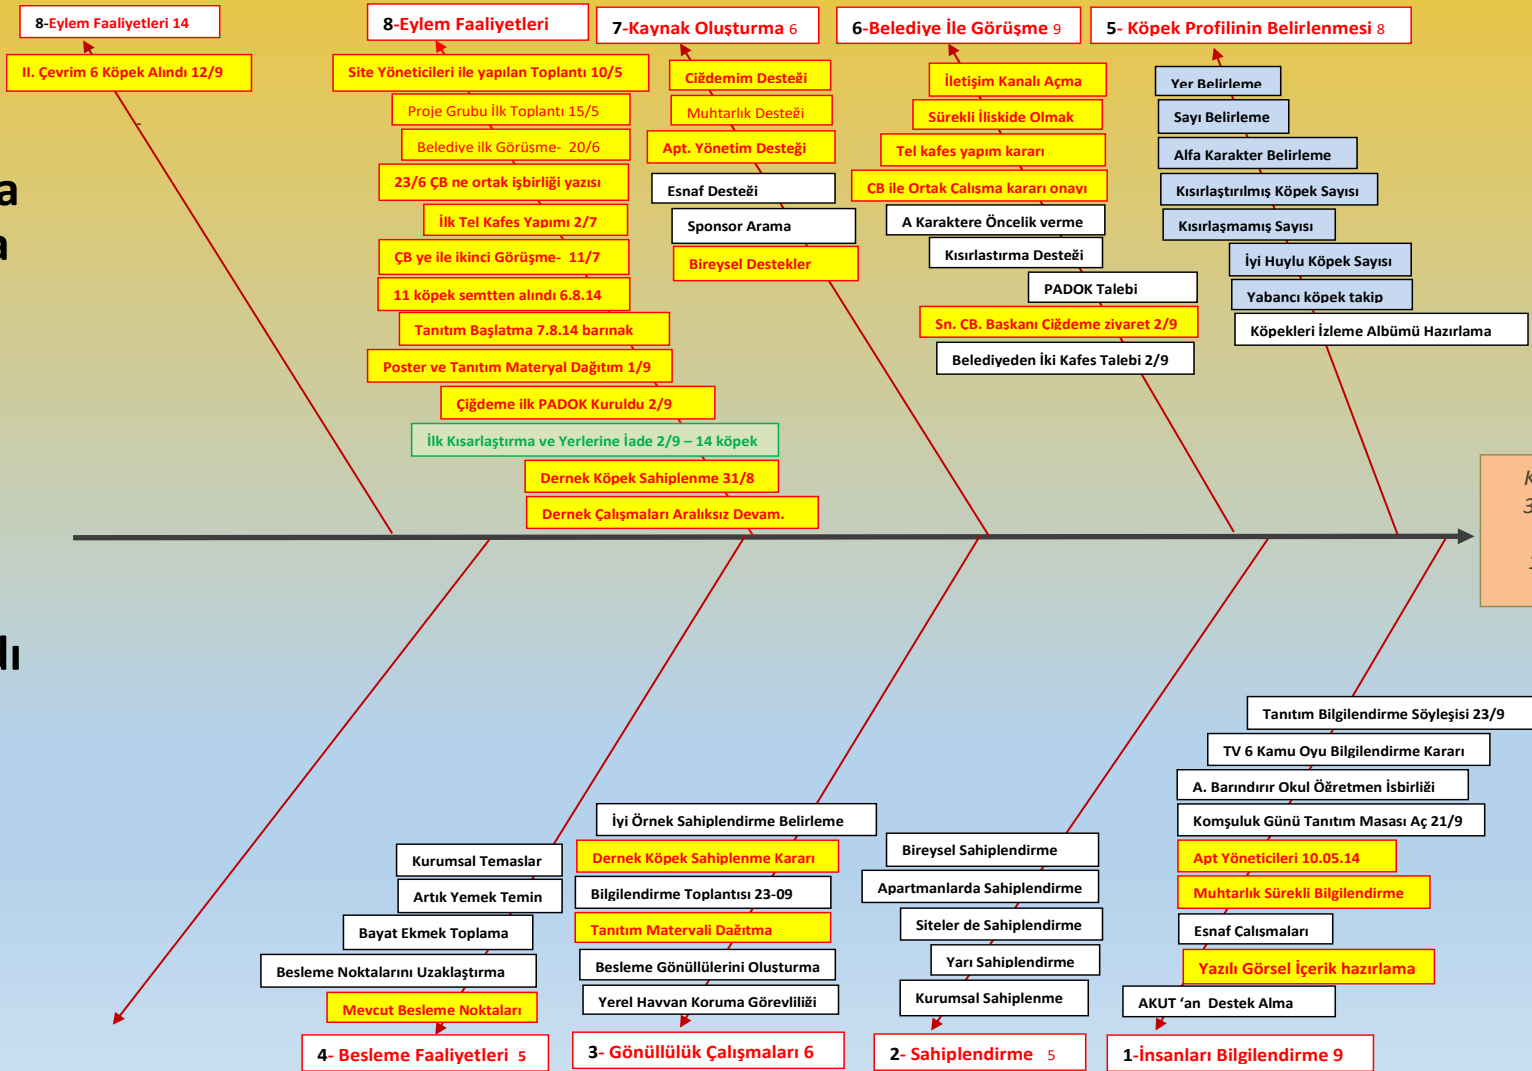 8-Eylem Faaliyetleri 14
II. Çevrim 6 Köpek Alındı 12/9
8-Eylem Faaliyetleri
Site Yöneticileri ile yapılan Toplantı 10/5
Proje Grubu İlk Toplantı 15/5
Belediye ilk Görüşme- 20/6
23/6 ÇB ne ortak işbirliği yazısı
İlk Tel Kafes Yapımı 2/7
ÇB ye ile ikinci Görüşme- 11/7
11 köpek semtten alındı 6.8.14
Tanıtım Başlatma 7.8.14 barınak
Poster ve Tanıtım Materyal Dağıtım 1/9
Çiğdeme ilk PADOK Kuruldu 2/9
İlk Kısarlaştırma ve Yerlerine İade 2/9 – 14 köpek
Dernek Köpek Sahiplenme 31/8
Dernek Çalışmaları Aralıksız Devam.
7-Kaynak Oluşturma 6
Ciğdemim Desteği
Muhtarlık Desteği
Apt. Yönetim Desteği
Esnaf Desteği
Sponsor Arama
Bireysel Destekler
6-Belediye İle Görüşme 9
İletişim Kanalı Açma
Sürekli İliskide Olmak
Tel kafes yapım kararı
ÇB ile Ortak Çalışma kararı onayı
A Karaktere Öncelik verme
Kısırlastırma Desteği
PADOK Talebi
Sn. ÇB. Başkanı Çiğdeme ziyaret 2/9
Belediyeden İki Kafes Talebi 2/9
5- Köpek Profilinin Belirlenmesi 8
Yer Belirleme
Sayı Belirleme
Alfa Karakter Belirleme
Kısırlaştırılmış Köpek Sayısı
Kısırlaşmamış Sayısı
İyi Huylu Köpek Sayısı
Yabancı köpek takip
Köpekleri İzleme Albümü Hazırlama
a
a
K
3
dı
Kurumsal Temaslar
Artık Yemek Temin
Bayat Ekmek Toplama
Besleme Noktalarını Uzaklaştırma
Mevcut Besleme Noktaları
4- Besleme Faaliyetleri 5
İyi Örnek Sahiplendirme Belirleme
Dernek Köpek Sahiplenme Kararı
Bilgilendirme Toplantısı 23-09
Tanıtım Materyali Dağıtma
Besleme Gönüllülerini Oluşturma
Yerel Hayvan Koruma Görevliliği
3- Gönüllülük Çalışmaları 6
Bireysel Sahiplendirme
Apartmanlarda Sahiplendirme
Siteler de Sahiplendirme
Yarı Sahiplendirme
Kurumsal Sahiplenme
2- Sahiplendirme 5
Tanıtım Bilgilendirme Söyleşisi 23/9
TV 6 Kamu Oyu Bilgilendirme Kararı
A. Barındırır Okul Öğretmen İsbirliği
Komşuluk Günü Tanıtım Masası Aç 21/9
Apt Yöneticileri 10.05.14
Muhtarlık Sürekli Bilgilendirme
Esnaf Çalışmaları
Yazılı Görsel İçerik hazırlama
AKUT ‘an Destek Alma
1-İnsanları Bilgilendirme 9